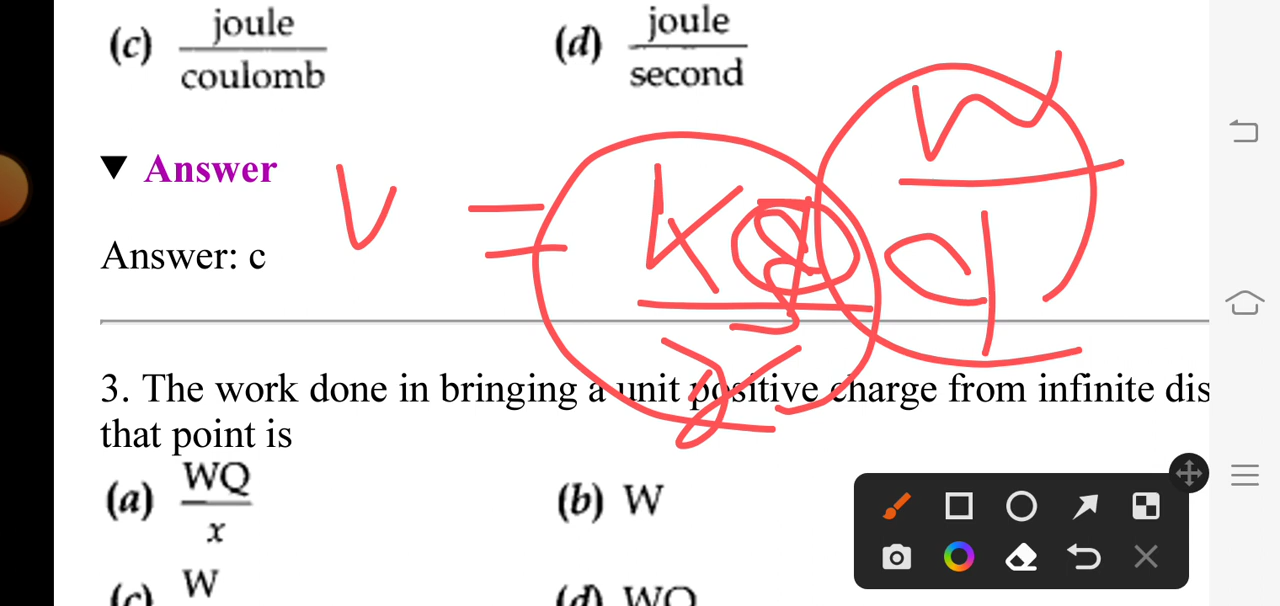 (c) joule / coulomb (d) joule / second
▼ Answer
V = kq
W
q
Answer: c
3. The work done in bringing a unit positive charge from infinite dis
that point is
(a) WQ / x (b) W
(c) W (d) WQ